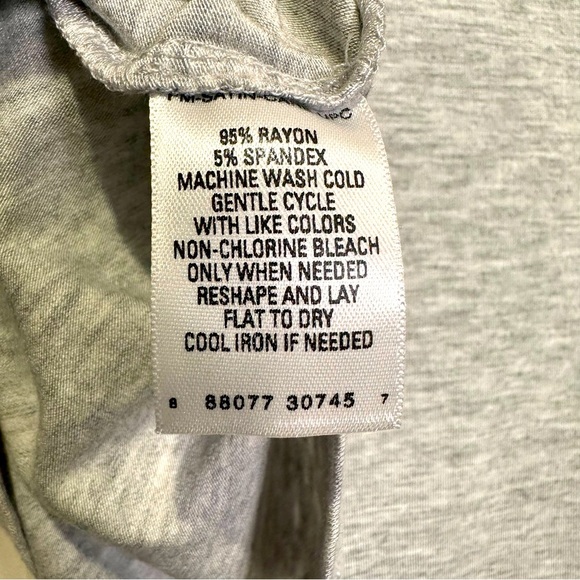 95% RAYON
5% SPANDEX
MACHINE WASH COLD
GENTLE CYCLE
WITH LIKE COLORS
NON-CHLORINE BLEACH
ONLY WHEN NEEDED
RESHAPE AND LAY
FLAT TO DRY
COOL IRON IF NEEDED
8 88077 30745 7